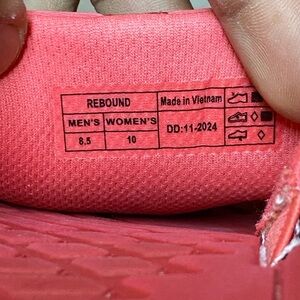 REBOUND Made in Vietnam
MEN'S WOMEN'S
8,5 10 DD:11-2024